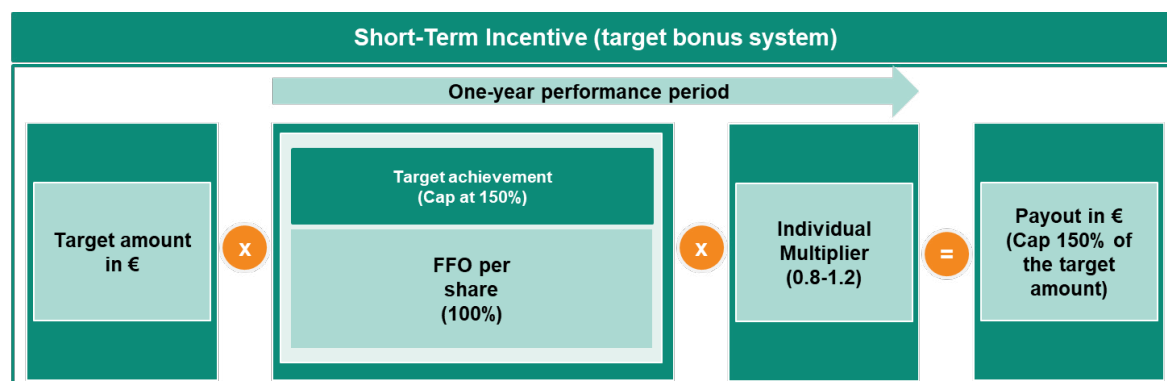 Short-Term Incentive (target bonus system)
One-year performance period
Target amount
in €
x
Target achievement
(Cap at 150%)
FFO per
share
(100%)
x
Individual
Multiplier
(0.8-1.2)
=
Payout in €
(Cap 150% of
the target
amount)